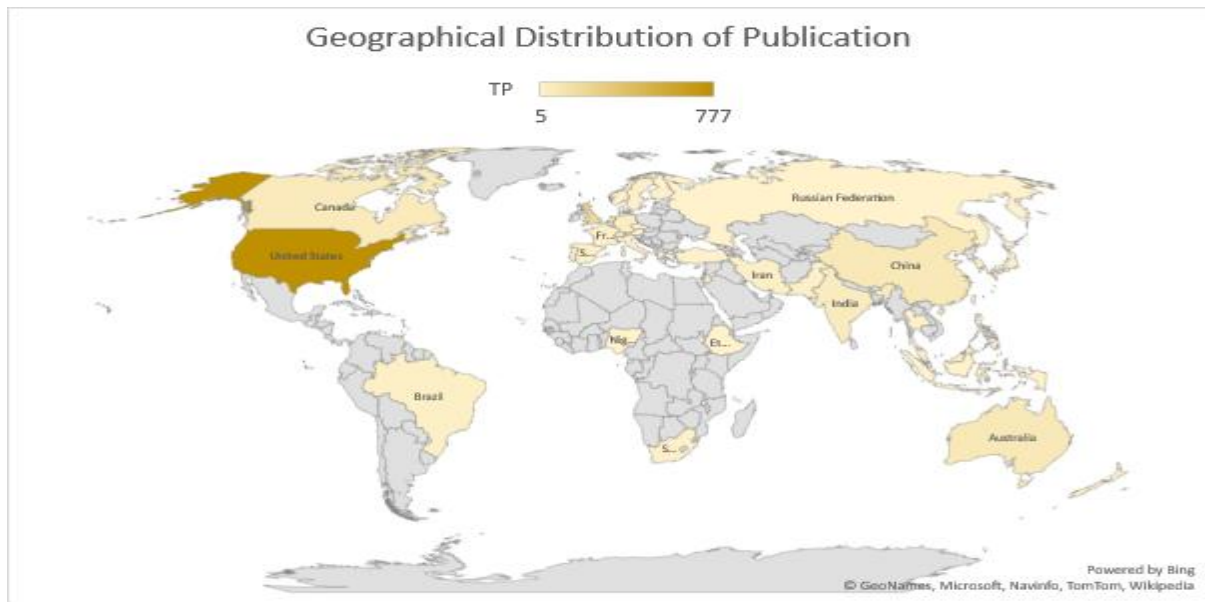 Geographical Distribution of Publication
TP
5 777
Canada
Russian Federation
Fr...
S...
United States
China
Iran
India
Nig...
Et...
Brazil
S...
Australia
Powered by Bing
© GeoNames, Microsoft, Navinfo, TomTom, Wikipedia